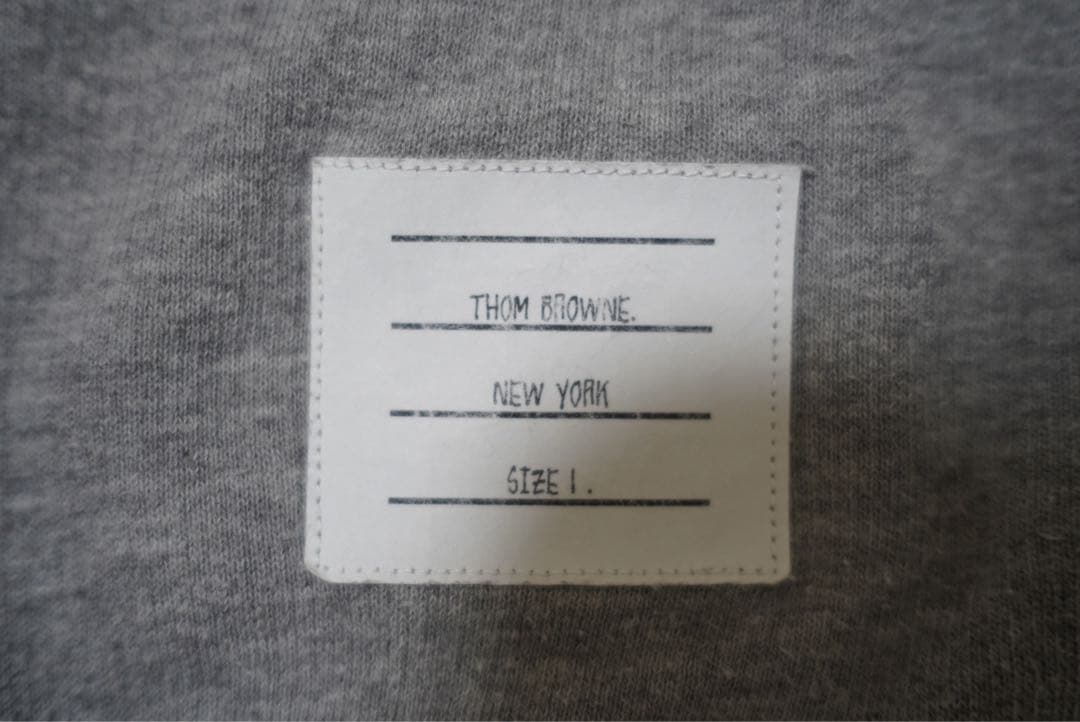 THOM BROWNE.
NEW YORK
SIZE 1.